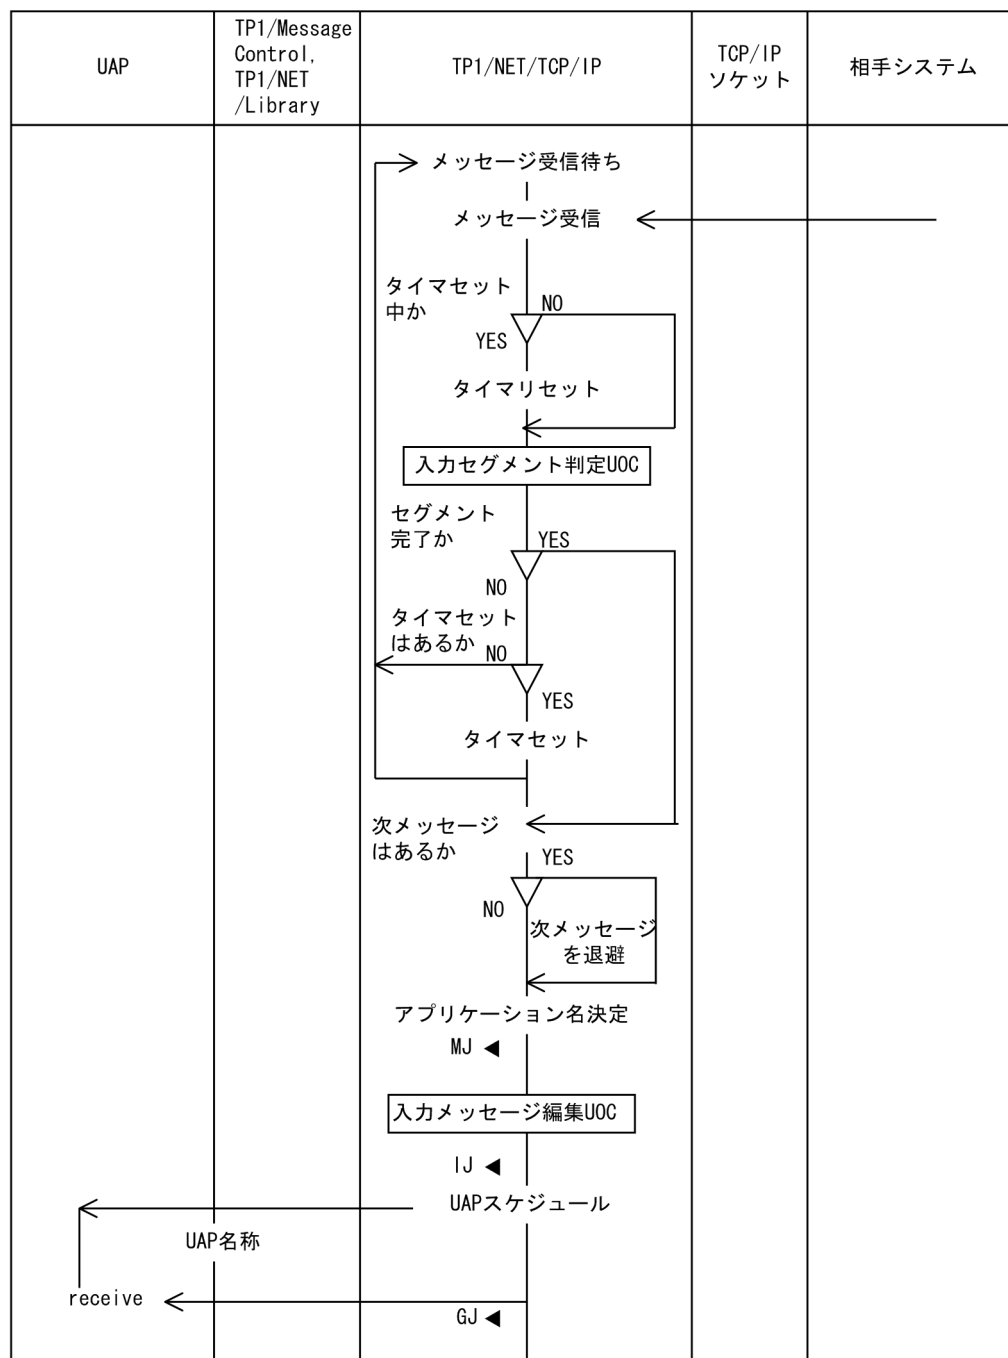 UAP
TP1/Message
Control,
TP1/NET
/Library
TP1/NET/TCP/IP
TCP/IP
ソケット
相手システム
メッセージ受信待ち
メッセージ受信
タイマセット
中か
NO
YES
タイマリセット
入力セグメント判定UOC
セグメント
完了か
YES
NO
タイマセット
はあるか
NO
YES
タイマセット
次メッセージ
はあるか
YES
NO
次メッセージ
を退避
アプリケーション名決定
MJ
入力メッセージ編集UOC
IJ
UAPスケジュール
UAP名称
receive
GJ